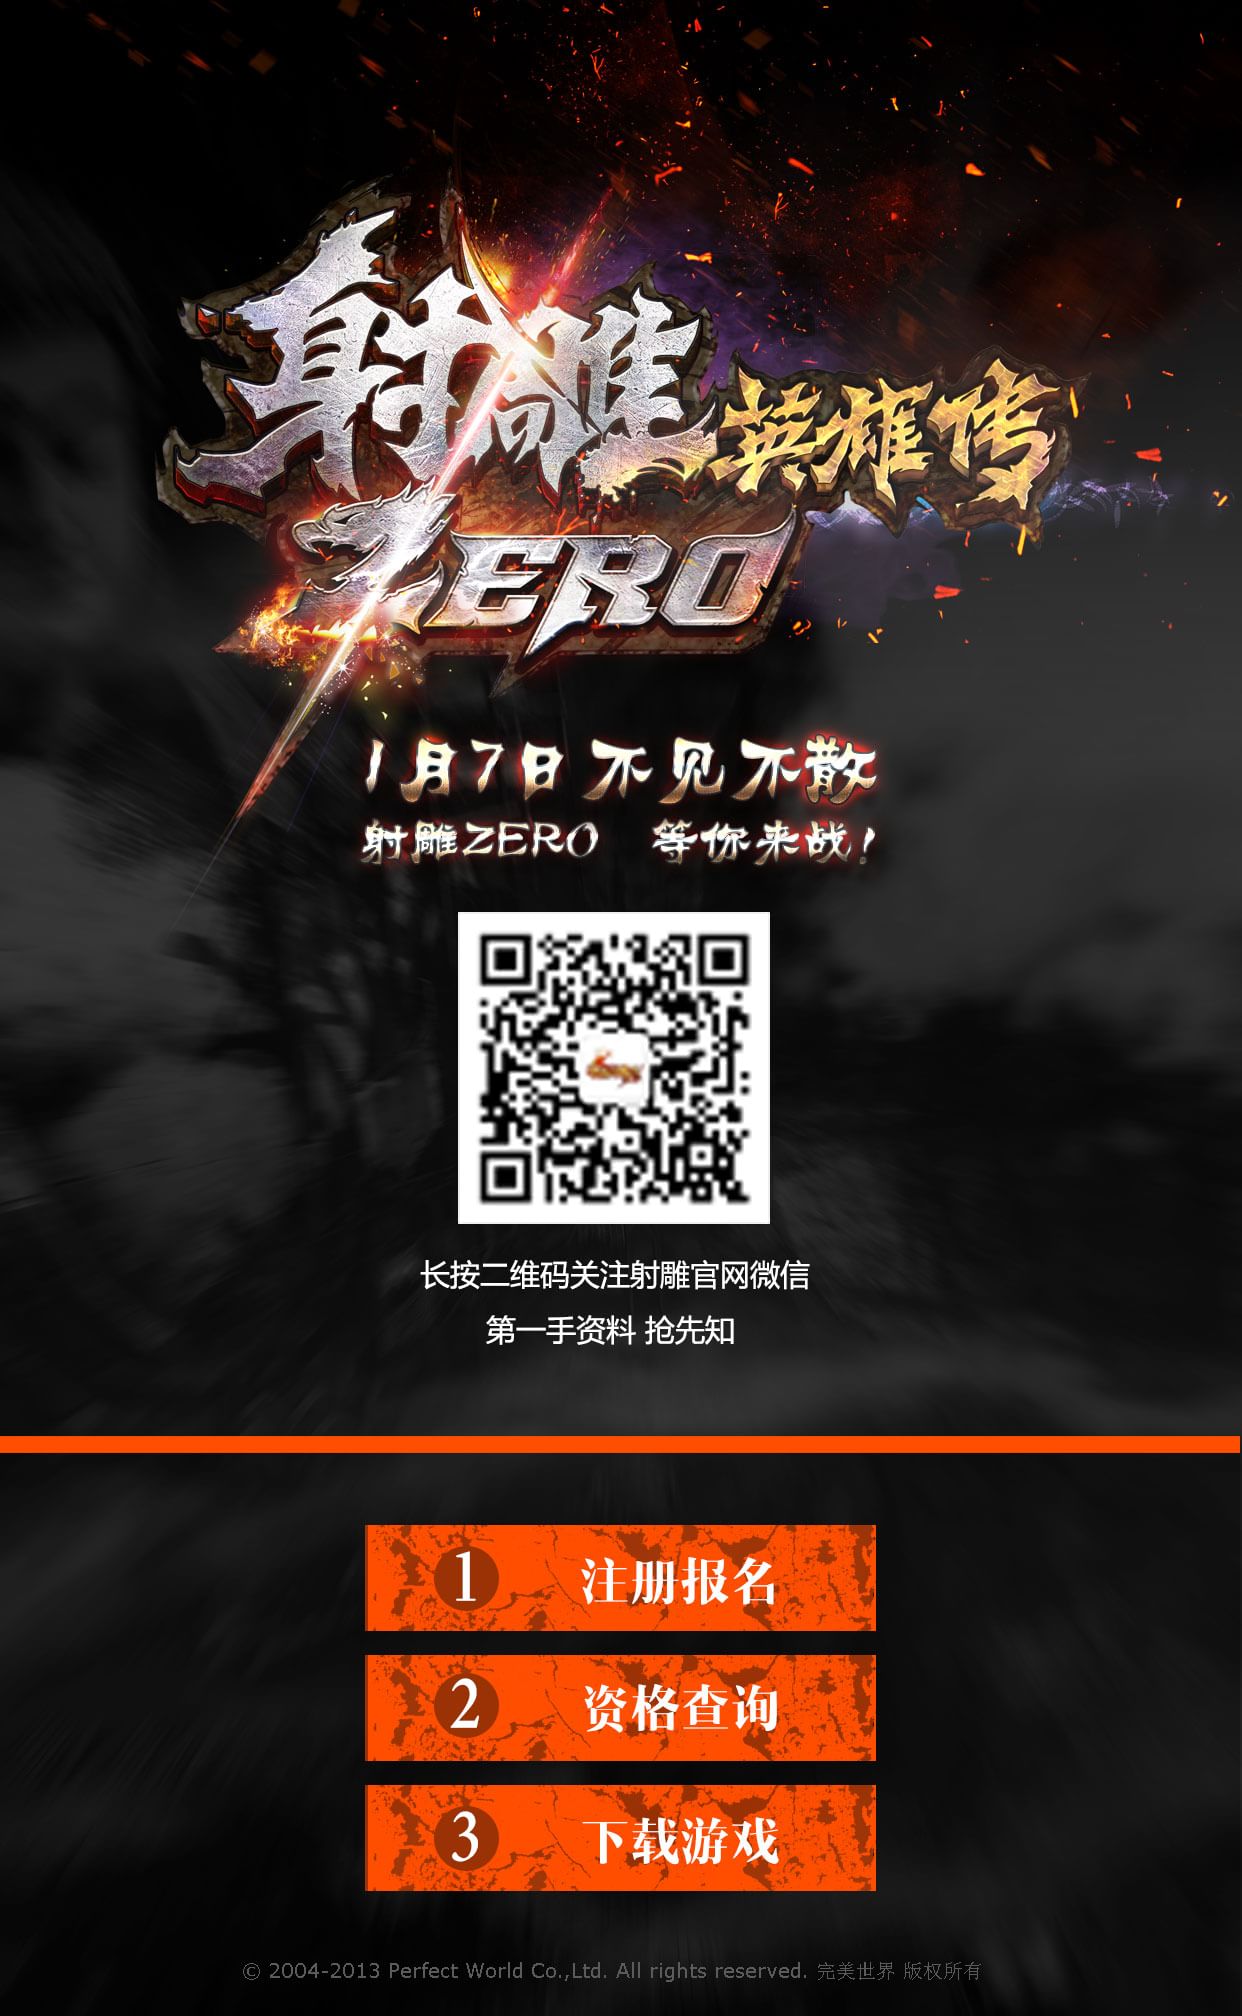 射雕英雄传
ZERO
1月7日 不见不散
射雕ZERO 等你来战!
长按二维码关注射雕官网微信
第一手资料 抢先知
1 注册报名
2 资格查询
3 下载游戏
© 2004-2013 Perfect World Co.,Ltd. All rights reserved. 完美世界 版权所有